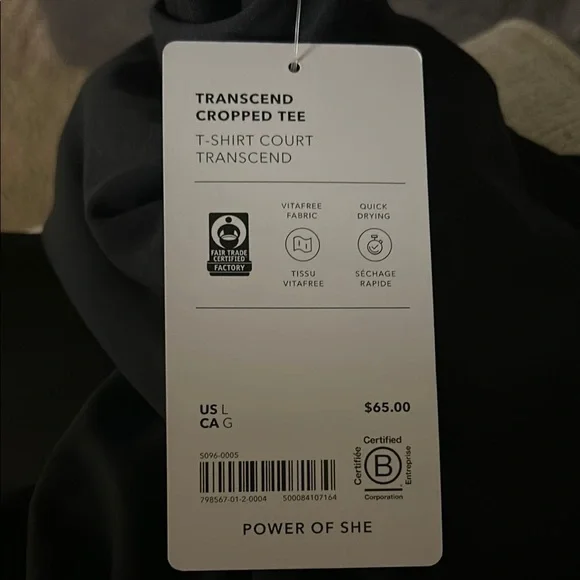 TRANSCEND
CROPPED TEE
T-SHIRT COURT
TRANSCEND
FAIR TRADE
CERTIFIED
FACTORY
VITAFREE
FABRIC
TISSU
VITAFREE
QUICK
DRYING
SÉCHAGE
RAPIDE
US L
CA G
$65.00
S096-0005
798567-01-2-0004 500084107164
Certified
Certifiée
B
Entreprise
Corporation
POWER OF SHE